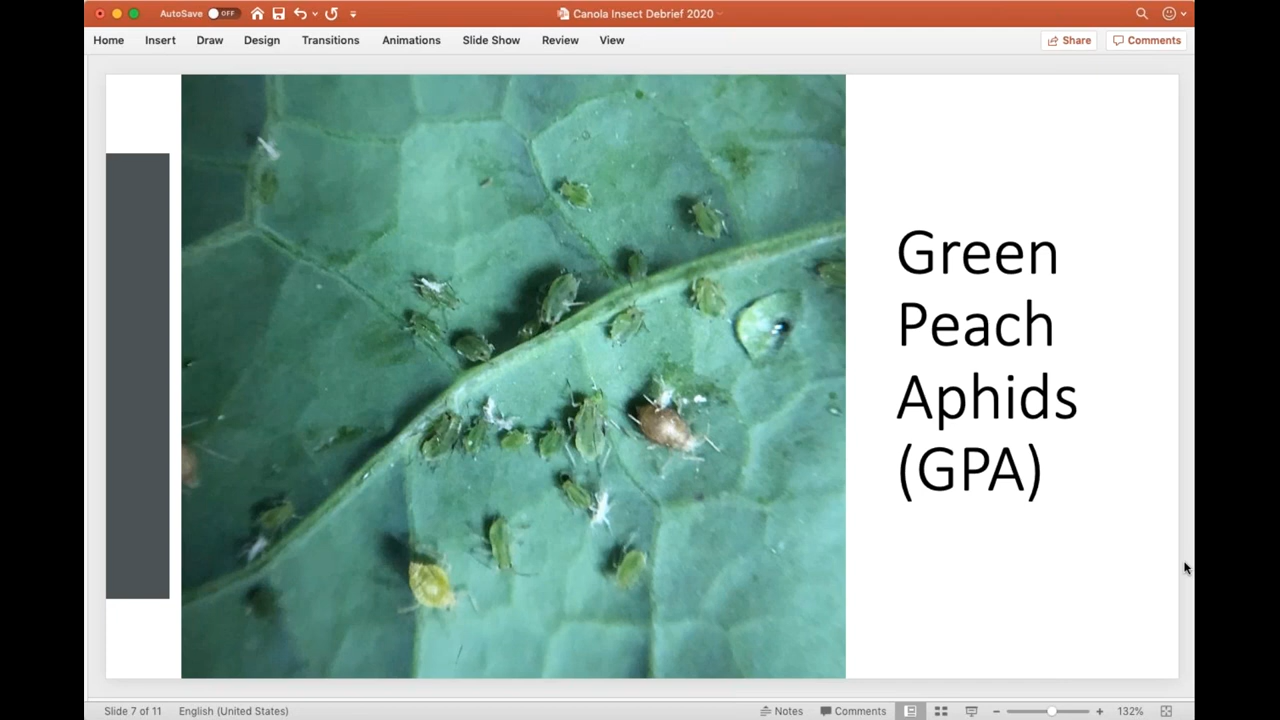 AutoSave OFF
Canola Insect Debrief 2020
Home Insert Draw Design Transitions Animations Slide Show Review View Share Comments
Green
Peach
Aphids
(GPA)
Slide 7 of 11 English (United States) Notes Comments 132%